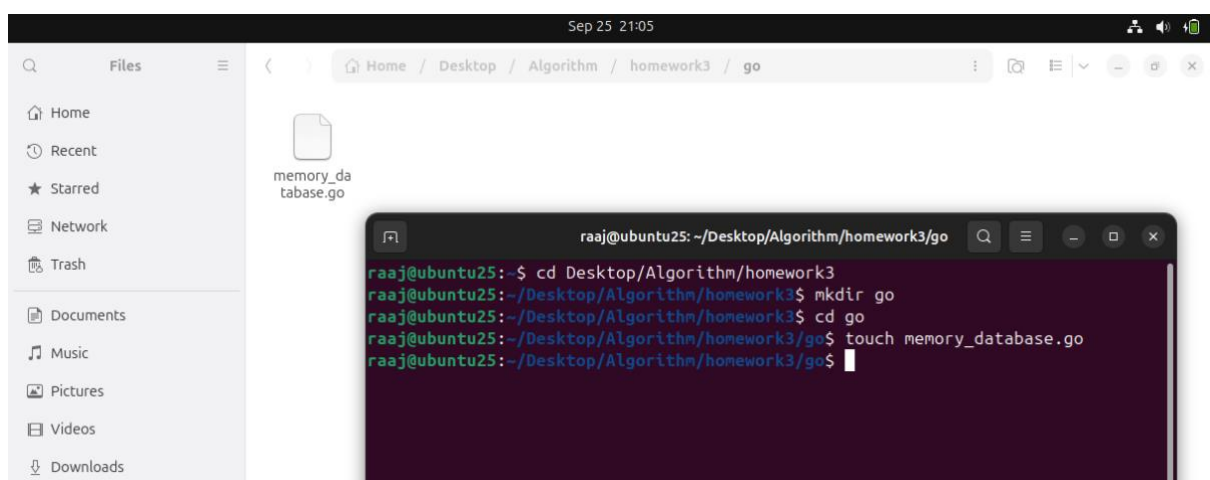 Sep 25 21:05
Files
Home / Desktop / Algorithm / homework3 / go
Home
Recent
Starred
Network
Trash
Documents
Music
Pictures
Videos
Downloads
memory_da
tabase.go
raaj@ubuntu25: ~/Desktop/Algorithm/homework3/go
raaj@ubuntu25:~$ cd Desktop/Algorithm/homework3
raaj@ubuntu25:~/Desktop/Algorithm/homework3$ mkdir go
raaj@ubuntu25:~/Desktop/Algorithm/homework3$ cd go
raaj@ubuntu25:~/Desktop/Algorithm/homework3/go$ touch memory_database.go
raaj@ubuntu25:~/Desktop/Algorithm/homework3/go$